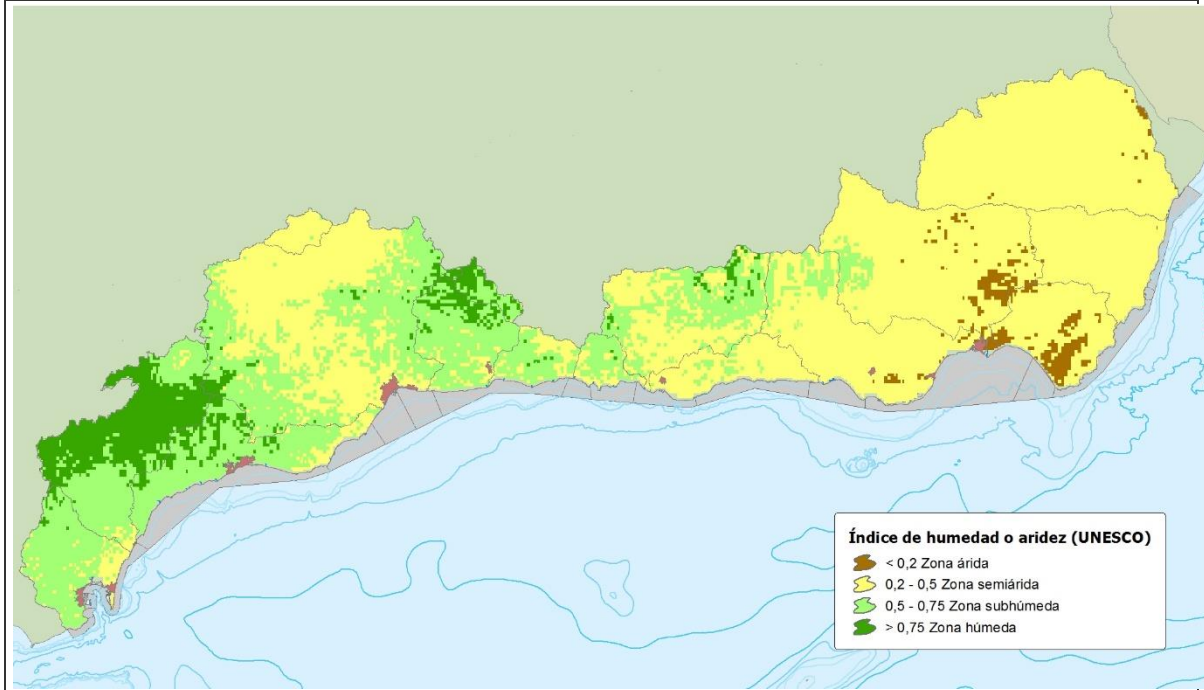 Índice de humedad o aridez (UNESCO)
< 0,2 Zona árida
0,2 - 0,5 Zona semiárida
0,5 - 0,75 Zona subhúmeda
> 0,75 Zona húmeda